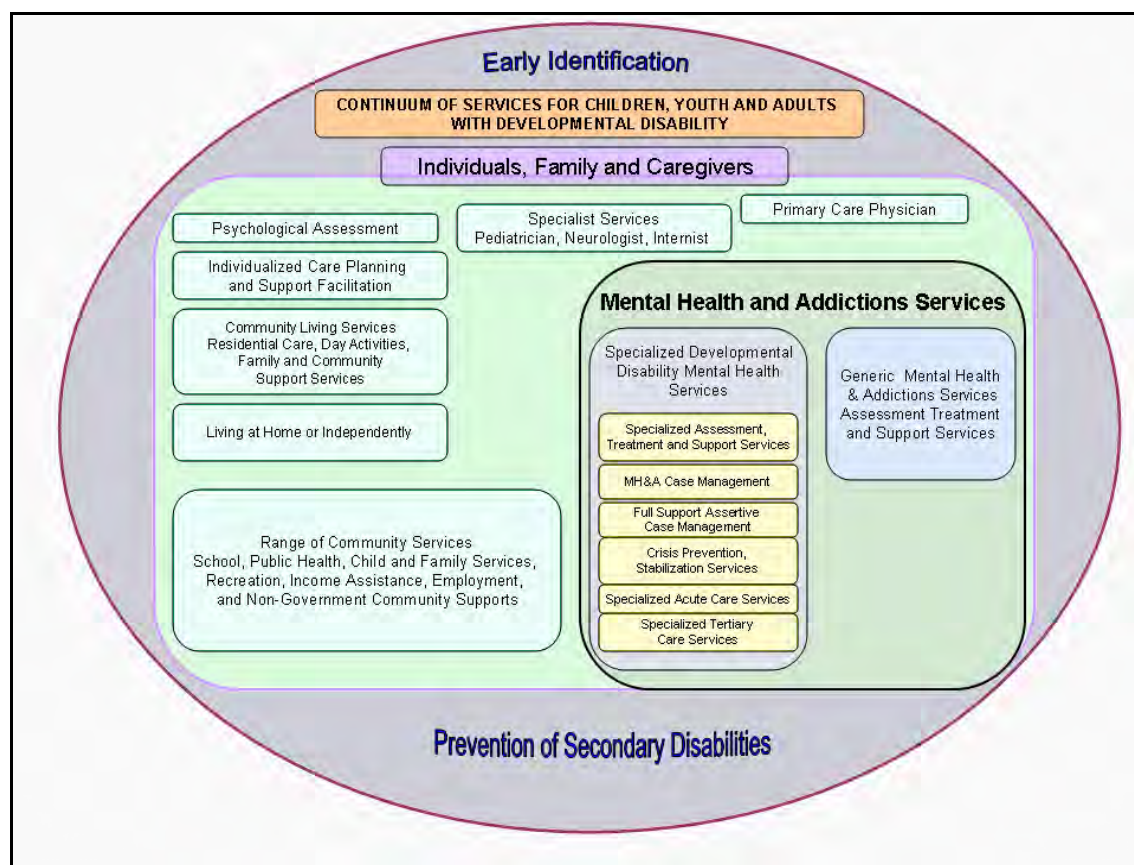 Early Identification
CONTINUUM OF SERVICES FOR CHILDREN, YOUTH AND ADULTS
WITH DEVELOPMENTAL DISABILITY
Individuals, Family and Caregivers
Psychological Assessment
Specialist Services
Pediatrician, Neurologist, Internist
Primary Care Physician
Individualized Care Planning
and Support Facilitation
Community Living Services
Residential Care, Day Activities,
Family and Community
Support Services
Living at Home or Independently
Range of Community Services
School, Public Health, Child and Family Services,
Recreation, Income Assistance, Employment,
and Non-Government Community Supports
Mental Health and Addictions Services
Specialized Developmental
Disability Mental Health
Services
Specialized Assessment,
Treatment and Support Services
MH&A Case Management
Full Support Assertive
Case Management
Crisis Prevention,
Stabilization Services
Specialized Acute Care Services
Specialized Tertiary
Care Services
Generic Mental Health
& Addictions Services
Assessment Treatment
and Support Services
Prevention of Secondary Disabilities